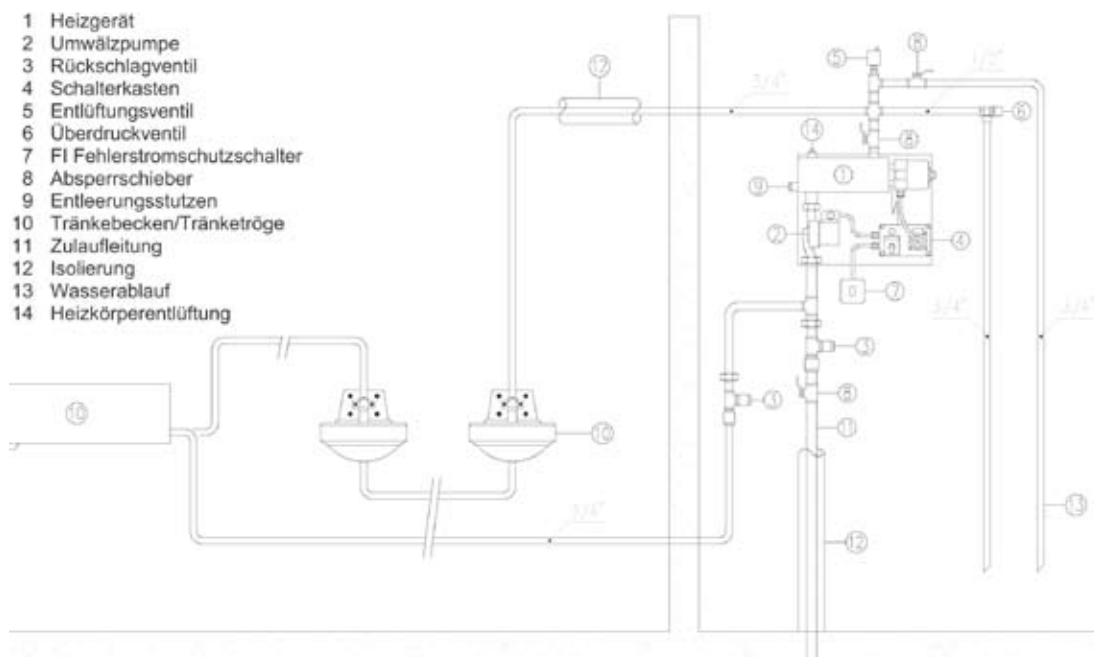 1 Heizgerät
2 Umwälzpumpe
3 Rückschlagventil
4 Schalterkasten
5 Entlüftungsventil
6 Überdruckventil
7 FI Fehlerstromschutzschalter
8 Absperrschieber
9 Entleerungsstutzen
10 Tränkebecken/Tränketröge
11 Zulaufleitung
12 Isolierung
13 Wasserablauf
14 Heizkörperentlüftung
5
8
12
3/4"
1/2"
6
14
8
1
9
2
4
7
3/4"
3/4"
3
10
3
8
10
11
3/4"
13
12